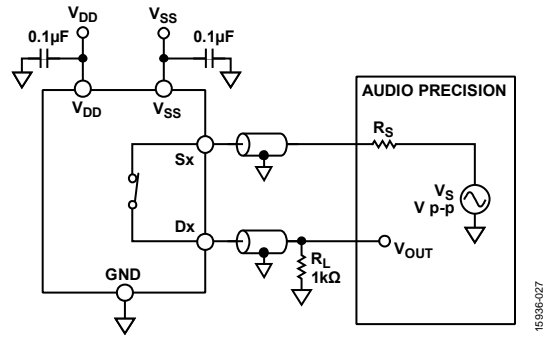 VDD VSS
0.1µF 0.1µF
VDD VSS
AUDIO PRECISION
RS
Sx
VS
V p-p
Dx
VOUT
RL
1kΩ
GND
15936-027